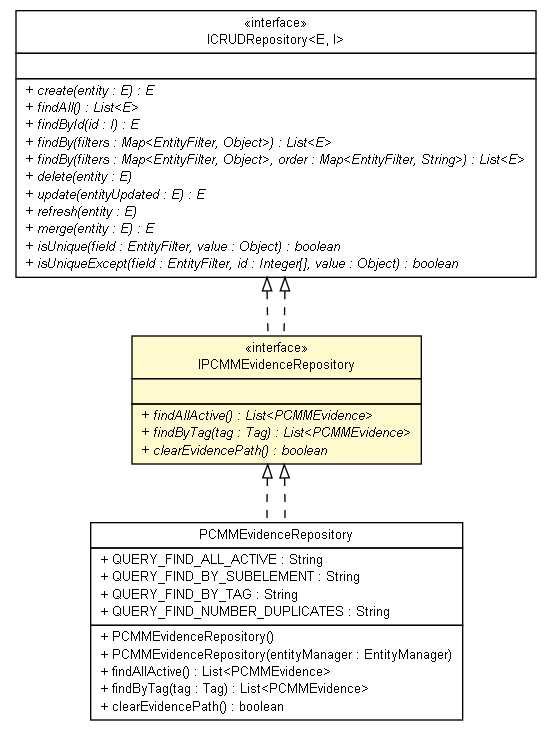 «interface»
ICRUDRepository<E, I>
+ create(entity : E) : E
+ findAll() : List<E>
+ findById(id : I) : E
+ findBy(filters : Map<EntityFilter, Object>) : List<E>
+ findBy(filters : Map<EntityFilter, Object>, order : Map<EntityFilter, String>) : List<E>
+ delete(entity : E)
+ update(entityUpdated : E) : E
+ refresh(entity : E)
+ merge(entity : E) : E
+ isUnique(field : EntityFilter, value : Object) : boolean
+ isUniqueExcept(field : EntityFilter, id : Integer[], value : Object) : boolean
«interface»
IPCMMEvidenceRepository
+ findAllActive() : List<PCMMEvidence>
+ findByTag(tag : Tag) : List<PCMMEvidence>
+ clearEvidencePath() : boolean
PCMMEvidenceRepository
+ QUERY_FIND_ALL_ACTIVE : String
+ QUERY_FIND_BY_SUBELEMENT : String
+ QUERY_FIND_BY_TAG : String
+ QUERY_FIND_NUMBER_DUPLICATES : String
+ PCMMEvidenceRepository()
+ PCMMEvidenceRepository(entityManager : EntityManager)
+ findAllActive() : List<PCMMEvidence>
+ findByTag(tag : Tag) : List<PCMMEvidence>
+ clearEvidencePath() : boolean